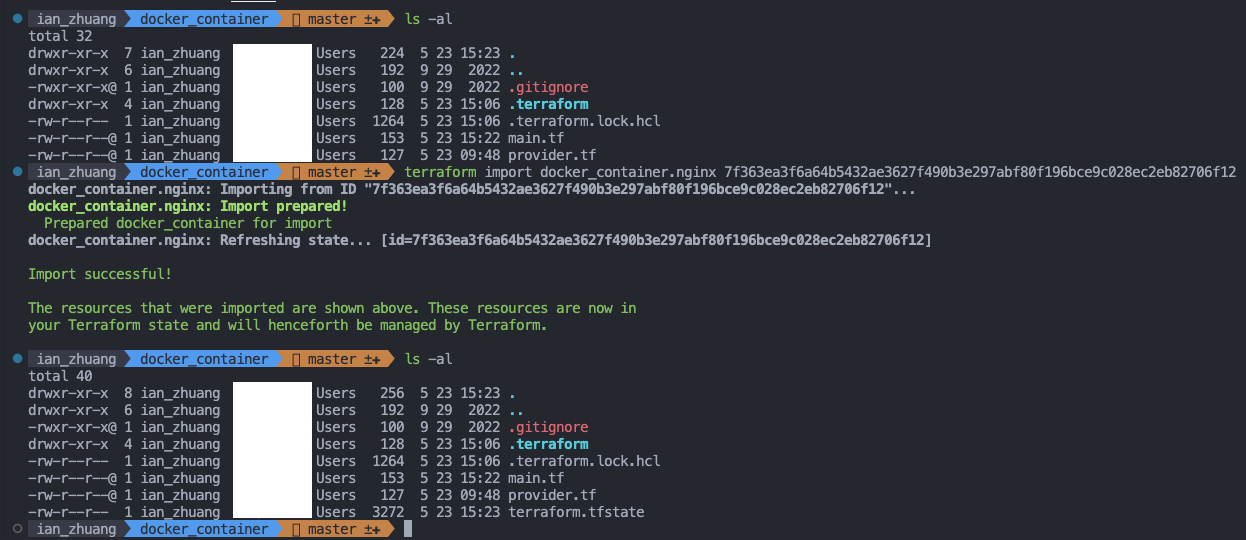 ian_zhuang docker_container master ±+ ls -al
total 32
drwxr-xr-x 7 ian_zhuang Users 224 5 23 15:23 .
drwxr-xr-x 6 ian_zhuang Users 192 9 29 2022 ..
-rwxr-xr-x@ 1 ian_zhuang Users 100 9 29 2022 .gitignore
drwxr-xr-x 4 ian_zhuang Users 128 5 23 15:06 .terraform
-rw-r--r-- 1 ian_zhuang Users 1264 5 23 15:06 .terraform.lock.hcl
-rw-r--r--@ 1 ian_zhuang Users 153 5 23 15:22 main.tf
-rw-r--r--@ 1 ian_zhuang Users 127 5 23 09:48 provider.tf
ian_zhuang docker_container master ±+ terraform import docker_container.nginx 7f363ea3f6a64b5432ae3627f490b3e297abf80f196bce9c028ec2eb82706f12
docker_container.nginx: Importing from ID "7f363ea3f6a64b5432ae3627f490b3e297abf80f196bce9c028ec2eb82706f12"...
docker_container.nginx: Import prepared!
Prepared docker_container for import
docker_container.nginx: Refreshing state... [id=7f363ea3f6a64b5432ae3627f490b3e297abf80f196bce9c028ec2eb82706f12]
Import successful!
The resources that were imported are shown above. These resources are now in
your Terraform state and will henceforth be managed by Terraform.
ian_zhuang docker_container master ±+ ls -al
total 40
drwxr-xr-x 8 ian_zhuang Users 256 5 23 15:23 .
drwxr-xr-x 6 ian_zhuang Users 192 9 29 2022 ..
-rwxr-xr-x@ 1 ian_zhuang Users 100 9 29 2022 .gitignore
drwxr-xr-x 4 ian_zhuang Users 128 5 23 15:06 .terraform
-rw-r--r-- 1 ian_zhuang Users 1264 5 23 15:06 .terraform.lock.hcl
-rw-r--r--@ 1 ian_zhuang Users 153 5 23 15:22 main.tf
-rw-r--r--@ 1 ian_zhuang Users 127 5 23 09:48 provider.tf
-rw-r--r-- 1 ian_zhuang Users 3272 5 23 15:23 terraform.tfstate
ian_zhuang docker_container master ±+